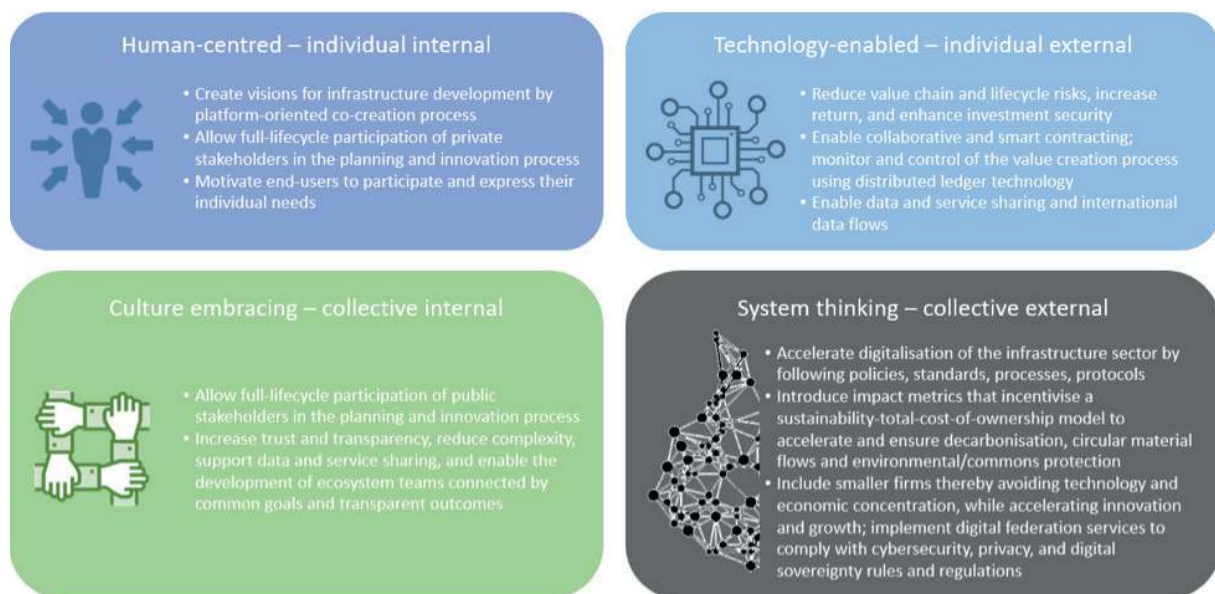 Human-centred – individual internal
• Create visions for infrastructure development by
platform-oriented co-creation process
• Allow full-lifecycle participation of private
stakeholders in the planning and innovation process
• Motivate end-users to participate and express their
individual needs
Technology-enabled – individual external
• Reduce value chain and lifecycle risks, increase
return, and enhance investment security
• Enable collaborative and smart contracting;
monitor and control of the value creation process
using distributed ledger technology
• Enable data and service sharing and international
data flows
Culture embracing – collective internal
• Allow full-lifecycle participation of public
stakeholders in the planning and innovation process
• Increase trust and transparency, reduce complexity,
support data and service sharing, and enable the
development of ecosystem teams connected by
common goals and transparent outcomes
System thinking – collective external
• Accelerate digitalisation of the infrastructure sector by
following policies, standards, processes, protocols
• Introduce impact metrics that incentivise a
sustainability-total-cost-of-ownership model to
accelerate and ensure decarbonisation, circular material
flows and environmental/commons protection
• Include smaller firms thereby avoiding technology and
economic concentration, while accelerating innovation
and growth; implement digital federation services to
comply with cybersecurity, privacy, and digital
sovereignty rules and regulations